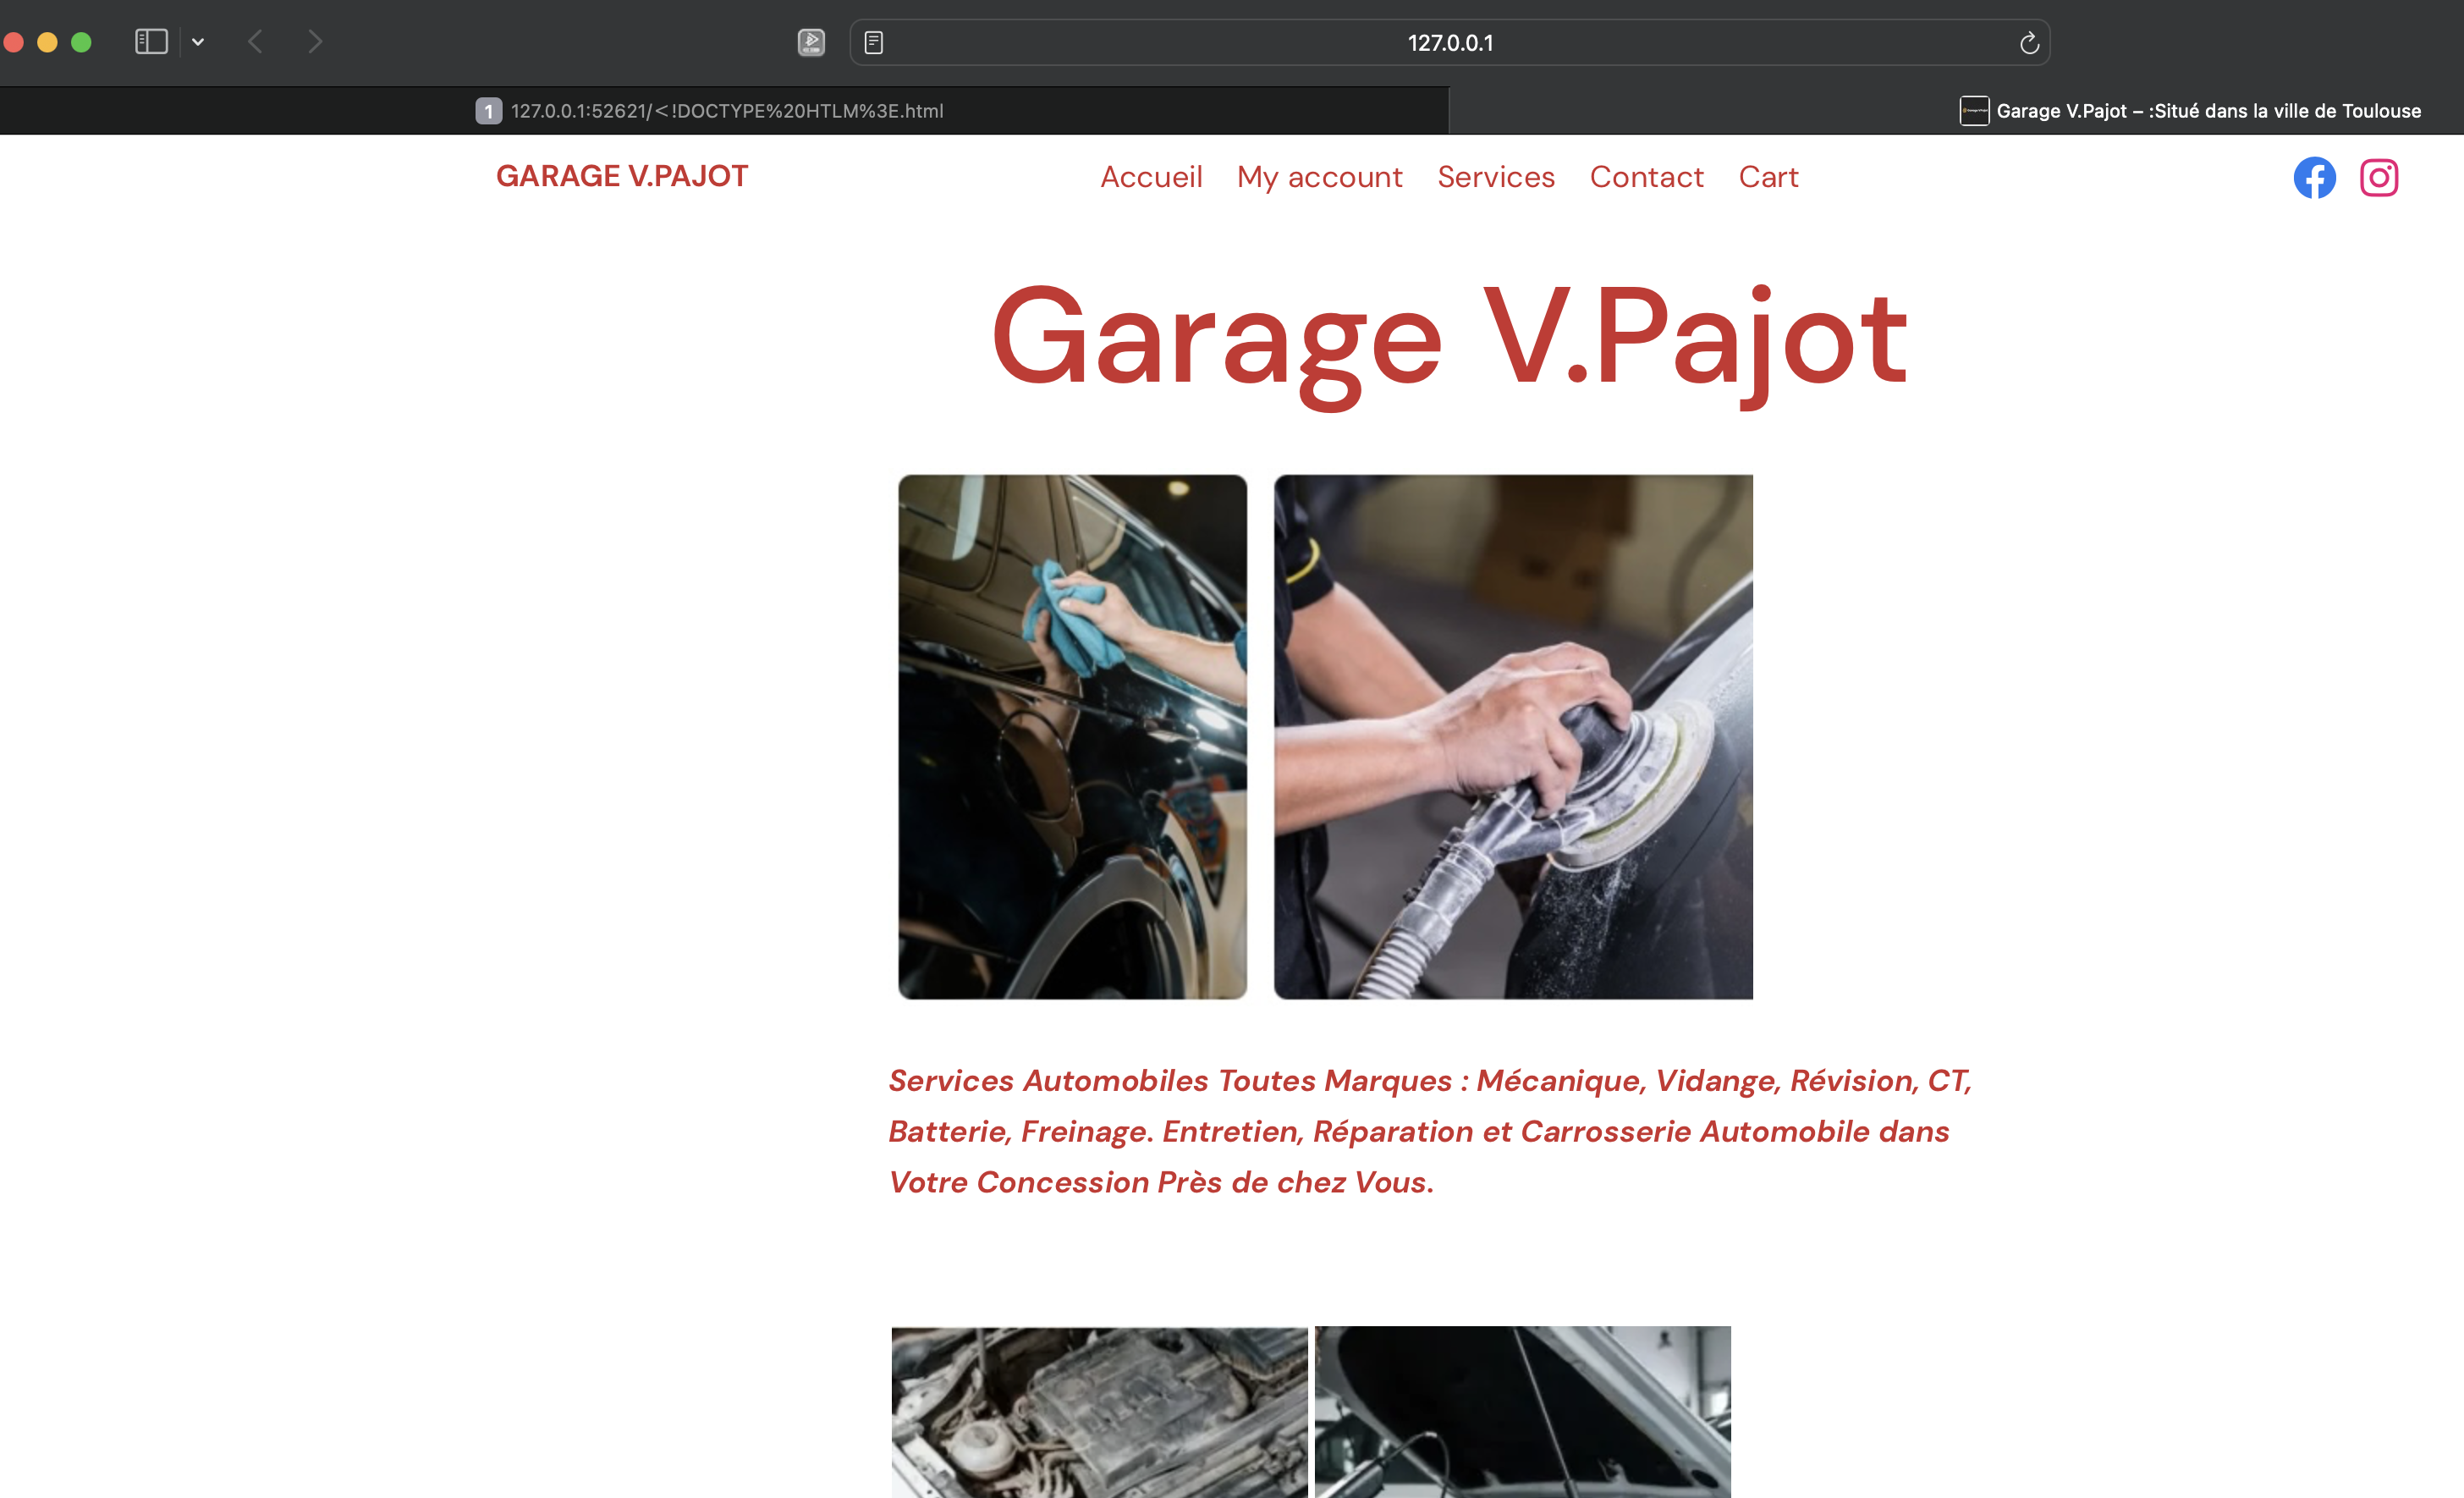 127.0.0.1
1 127.0.0.1:52621/<!DOCTYPE%20HTLM%3E.html
Garage V.Pajot – :Situé dans la ville de Toulouse
GARAGE V.PAJOT
Accueil My account Services Contact Cart
Garage V.Pajot
Services Automobiles Toutes Marques : Mécanique, Vidange, Révision, CT,
Batterie, Freinage. Entretien, Réparation et Carrosserie Automobile dans
Votre Concession Près de chez Vous.